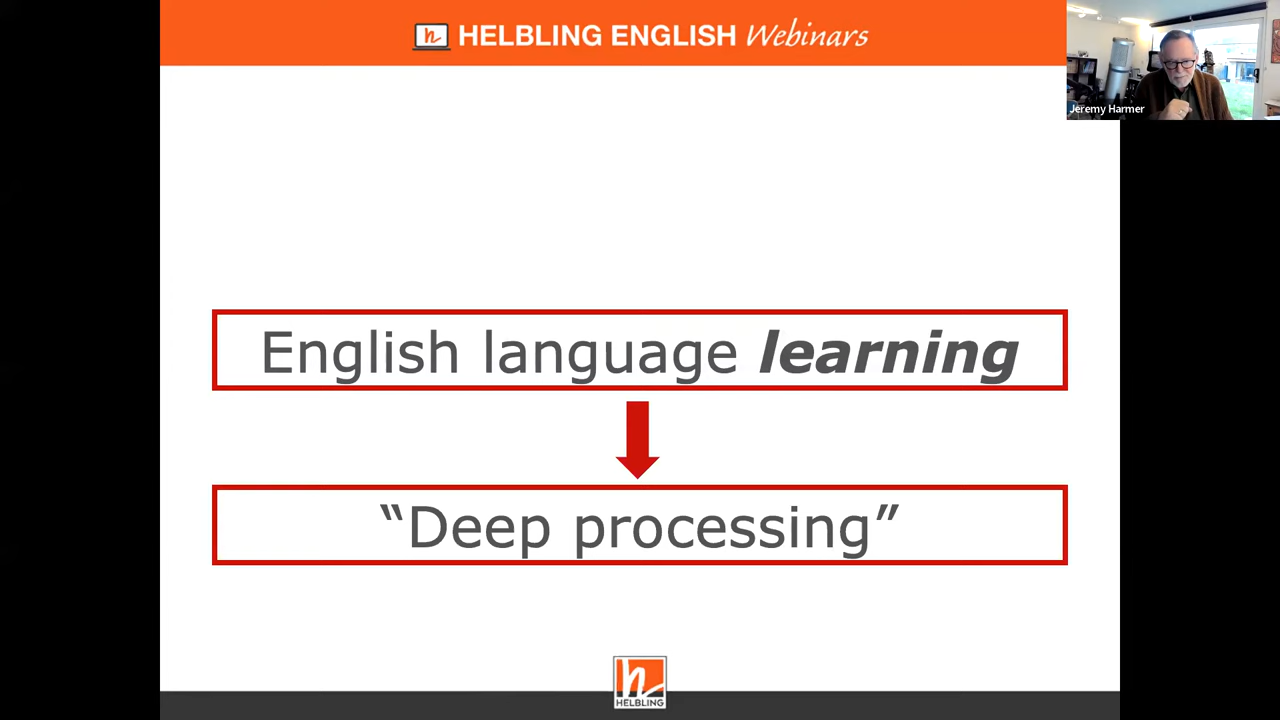 HELBLING ENGLISH Webinars
Jeremy Harmer
English language learning
“Deep processing”
HELBLING